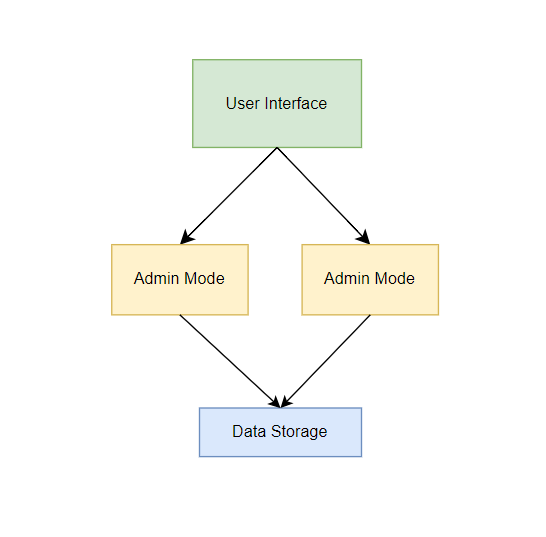 User Interface
Admin Mode
Admin Mode
Data Storage